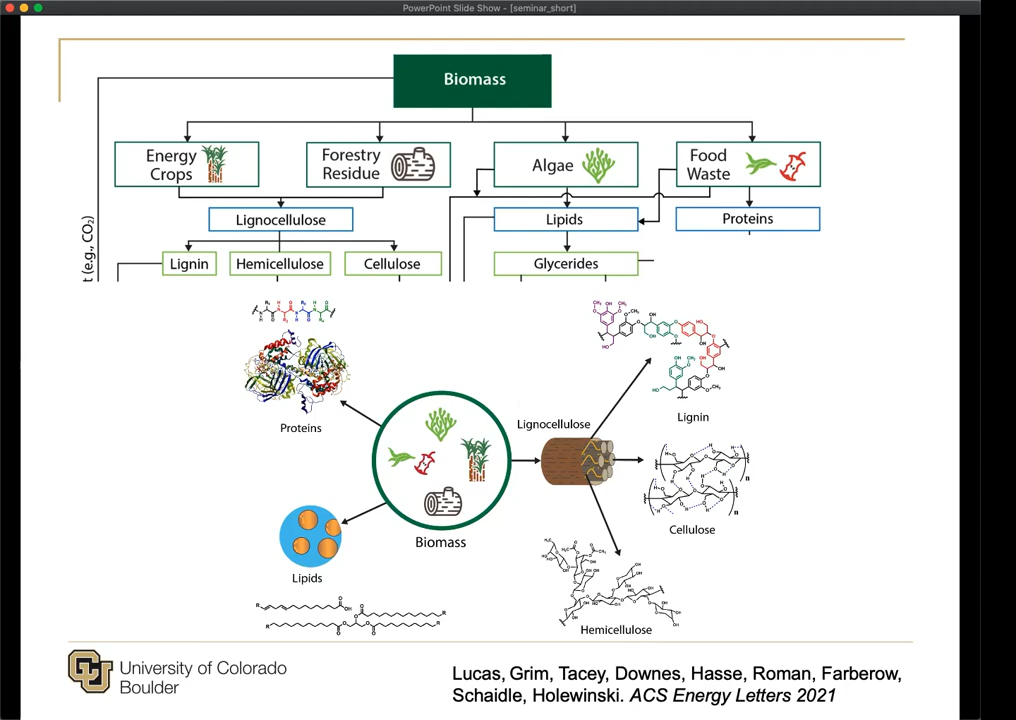 PowerPoint Slide Show - [seminar_short]
Biomass
Energy
Crops
Forestry
Residue
Algae
Food
Waste
t (e.g., CO₂)
Lignocellulose
Lipids
Proteins
Lignin
Hemicellulose
Cellulose
Glycerides
Proteins
Lignocellulose
Lignin
Cellulose
Biomass
Lipids
Hemicellulose
University of Colorado
Boulder
Lucas, Grim, Tacey, Downes, Hasse, Roman, Farberow,
Schaidle, Holewinski. ACS Energy Letters 2021